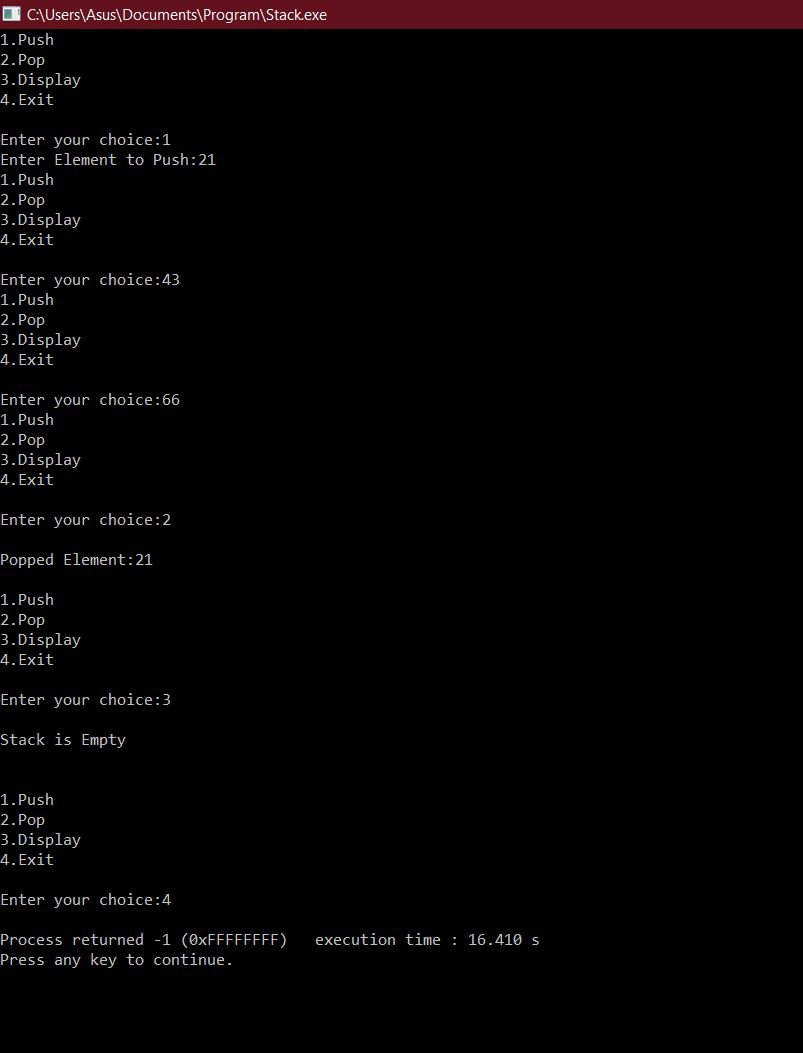 C:\Users\Asus\Documents\Program\Stack.exe
1.Push
2.Pop
3.Display
4.Exit
Enter your choice:1
Enter Element to Push:21
1.Push
2.Pop
3.Display
4.Exit
Enter your choice:43
1.Push
2.Pop
3.Display
4.Exit
Enter your choice:66
1.Push
2.Pop
3.Display
4.Exit
Enter your choice:2
Popped Element:21
1.Push
2.Pop
3.Display
4.Exit
Enter your choice:3
Stack is Empty
1.Push
2.Pop
3.Display
4.Exit
Enter your choice:4
Process returned -1 (0xFFFFFFFF)   execution time : 16.410 s
Press any key to continue.